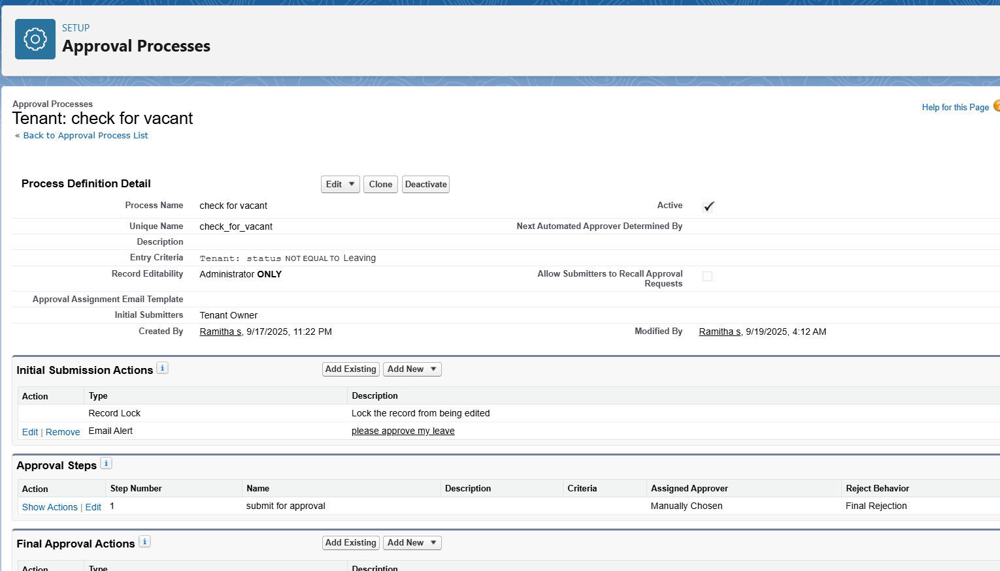 SETUP
Approval Processes
Approval Processes
Tenant: check for vacant
« Back to Approval Process List
Help for this Page ?
Process Definition Detail Edit ▼ Clone Deactivate
Process Name check for vacant Active ✓
Unique Name check_for_vacant Next Automated Approver Determined By
Description
Entry Criteria Tenant: status NOT EQUAL TO Leaving
Record Editability Administrator ONLY Allow Submitters to Recall Approval
Requests
Approval Assignment Email Template
Initial Submitters Tenant Owner
Created By Ramitha s, 9/17/2025, 11:22 PM Modified By Ramitha s, 9/19/2025, 4:12 AM
Initial Submission Actions i Add Existing Add New ▼
Action Type Description
Record Lock Lock the record from being edited
Edit | Remove Email Alert please approve my leave
Approval Steps i
Action Step Number Name Description Criteria Assigned Approver Reject Behavior
Show Actions | Edit 1 submit for approval Manually Chosen Final Rejection
Final Approval Actions i Add Existing Add New ▼
Action Type Description